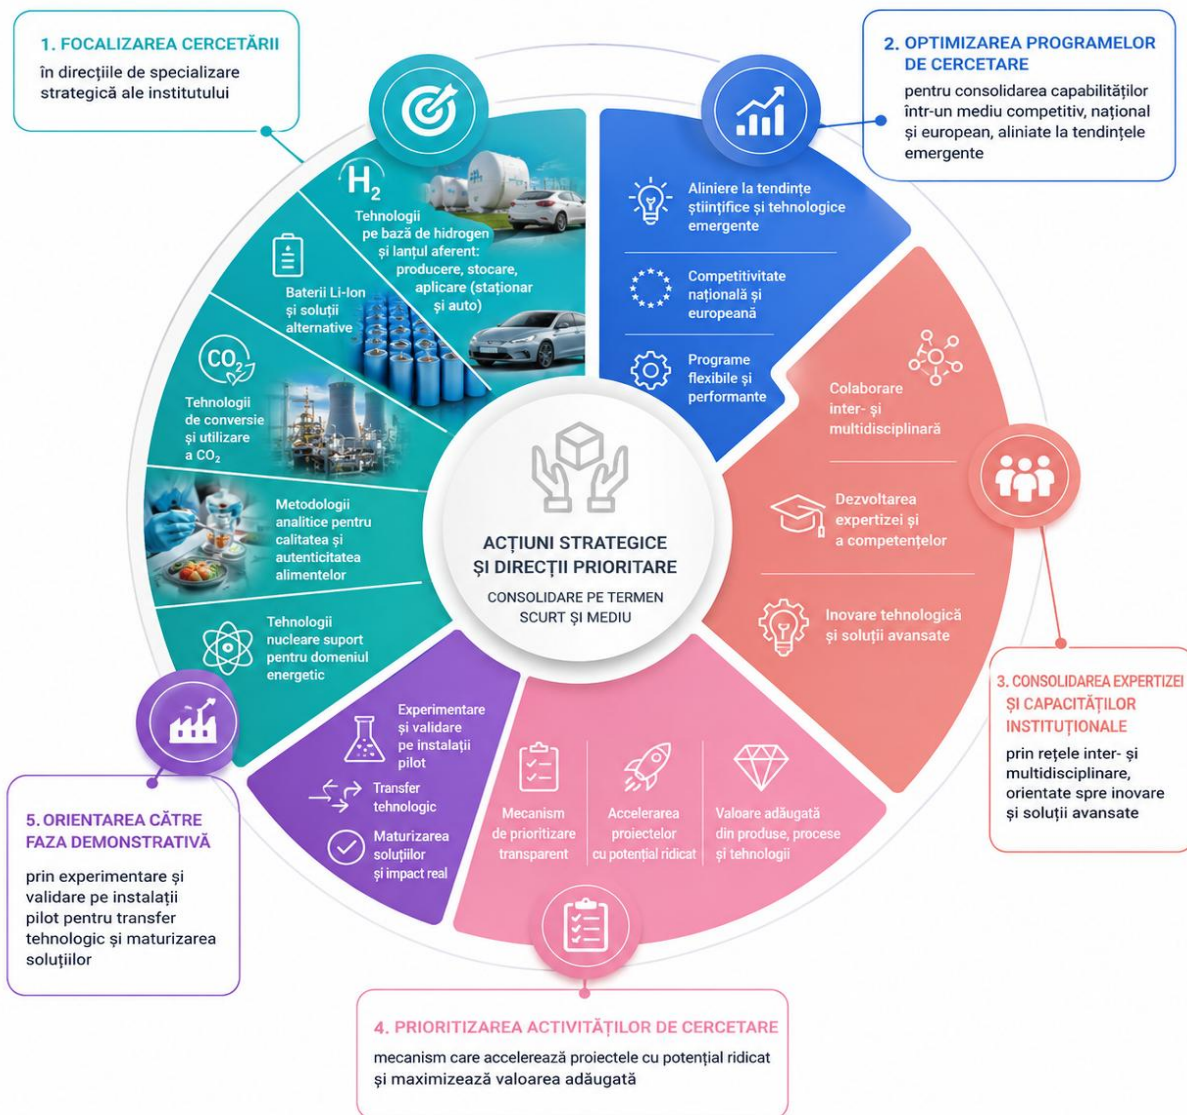 1. FOCALIZAREA CERCETĂRII
în direcțiile de specializare
strategică ale institutului
2. OPTIMIZAREA PROGRAMELOR
DE CERCETARE
pentru consolidarea capabilităților
într-un mediu competitiv, național
și european, aliniate la tendințele
emergente
H₂
Tehnologii
pe bază de hidrogen
și lanțul aferent:
producere, stocare,
aplicare (staționar
și auto)
Baterii Li-Ion
și soluții
alternative
CO₂
Tehnologii
de conversie
și utilizare
a CO₂
Metodologii
analitice pentru
calitatea și
autenticitatea
alimentelor
Tehnologii
nucleare suport
pentru domeniul
energetic
Aliniere la tendințe
științifice și tehnologice
emergente
Competitivitate
națională și
europeană
Programe
flexibile și
performante
Colaborare
inter- și
multidisciplinară
Dezvoltarea
expertizei și
a competențelor
Inovare tehnologică
și soluții avansate
ACȚIUNI STRATEGICE
ȘI DIRECȚII PRIORITARE
CONSOLIDARE PE TERMEN
SCURT ȘI MEDIU
3. CONSOLIDAREA EXPERTIZEI
ȘI CAPACITĂȚILOR
INSTITUȚIONALE
prin rețele inter- și
multidisciplinare,
orientate spre inovare
și soluții avansate
Experimentare
și validare
pe instalații
pilot
Transfer
tehnologic
Maturizarea
soluțiilor
și impact real
Mecanism
de prioritizare
transparent
Accelerarea
proiectelor
cu potențial ridicat
Valoare adăugată
din produse, procese
și tehnologii
5. ORIENTAREA CĂTRE
FAZA DEMONSTRATIVĂ
prin experimentare și
validare pe instalații
pilot pentru transfer
tehnologic și maturizarea
soluțiilor
4. PRIORITIZAREA ACTIVITĂȚILOR DE CERCETARE
mecanism care accelerează proiectele cu potențial ridicat
și maximizează valoarea adăugată